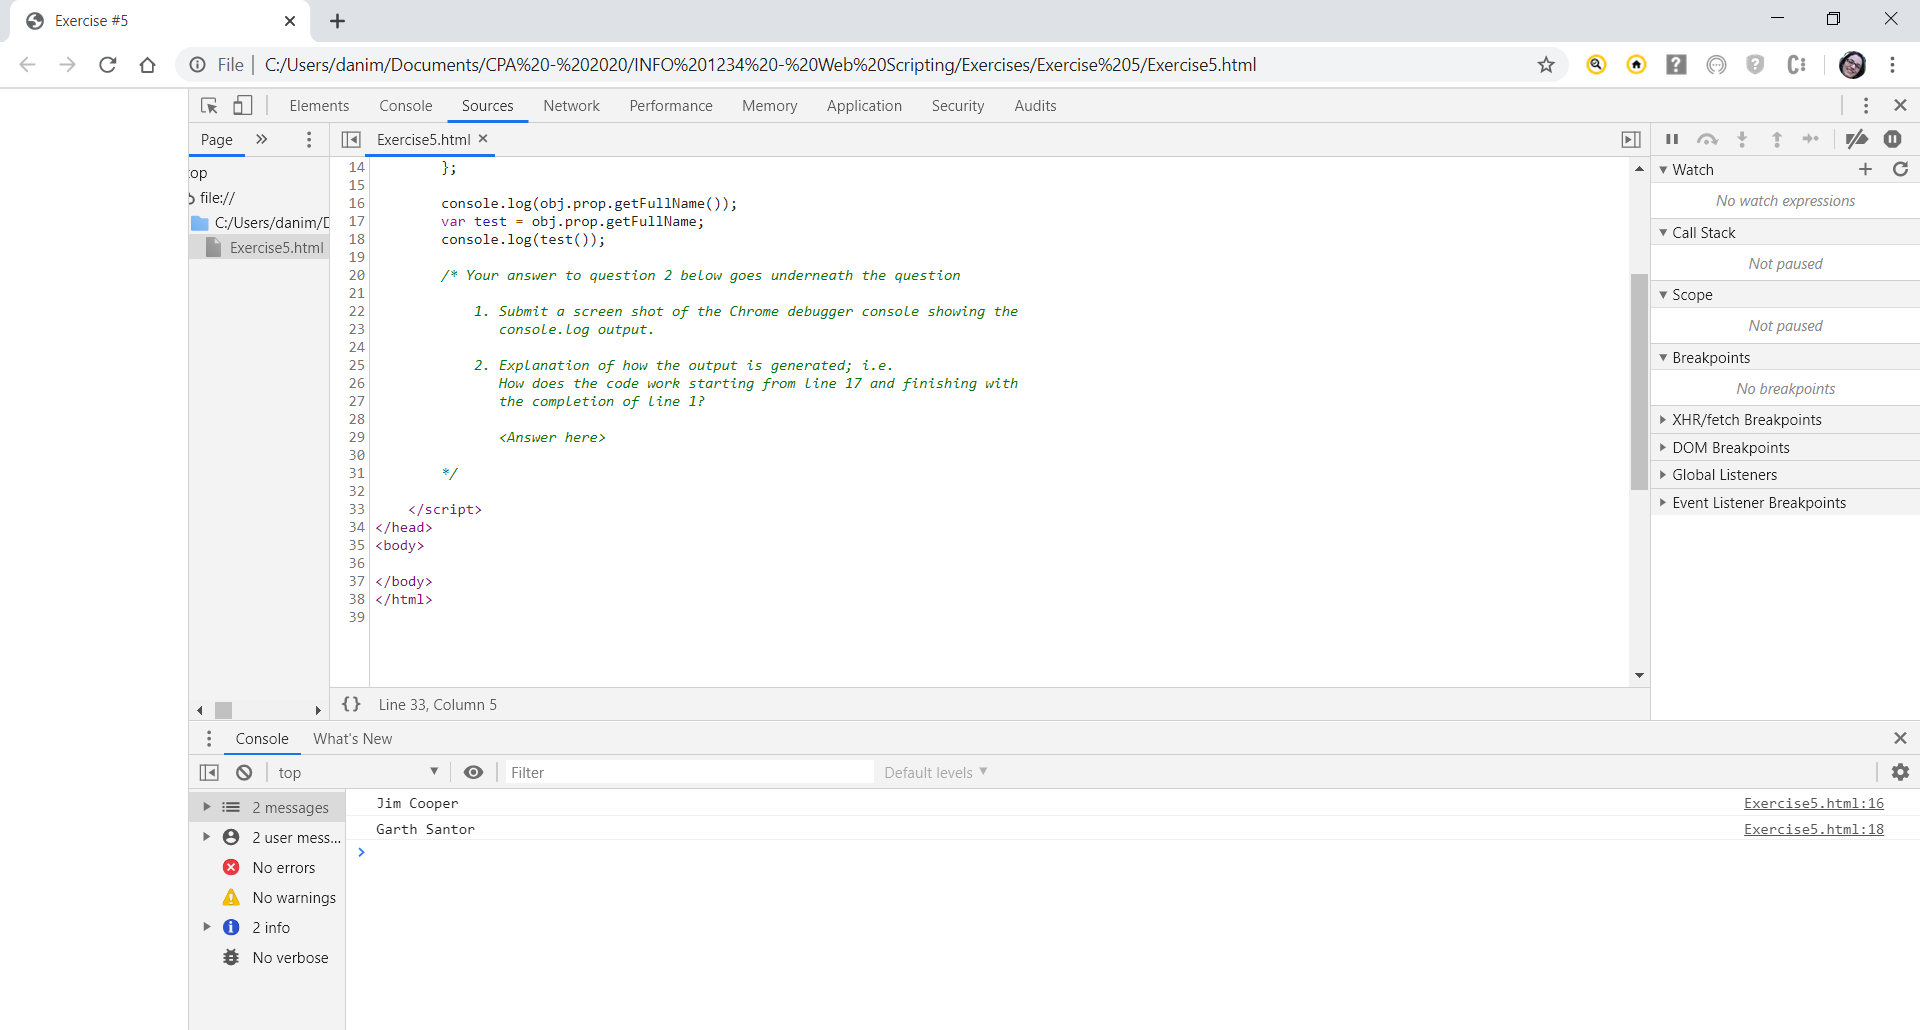 Exercise #5
File
C:/Users/danim/Documents/CPA%20-%202020/INFO%201234%20-%20Web%20Scripting/Exercises/Exercise%205/Exercise5.html
Elements Console Sources Network Performance Memory Application Security Audits
Page
Exercise5.html
top
file://
C:/Users/danim/D
Exercise5.html
14 };
15
16 console.log(obj.prop.getFullName());
17 var test = obj.prop.getFullName;
18 console.log(test());
19
20 /* Your answer to question 2 below goes underneath the question
21
22 1. Submit a screen shot of the Chrome debugger console showing the
23 console.log output.
24
25 2. Explanation of how the output is generated; i.e.
26 How does the code work starting from line 17 and finishing with
27 the completion of line 1?
28
29 <Answer here>
30
31 */
32
33 </script>
34 </head>
35 <body>
36
37 </body>
38 </html>
39
{} Line 33, Column 5
Watch
No watch expressions
Call Stack
Not paused
Scope
Not paused
Breakpoints
No breakpoints
XHR/fetch Breakpoints
DOM Breakpoints
Global Listeners
Event Listener Breakpoints
Console What's New
top Filter Default levels
2 messages
2 user mess...
No errors
No warnings
2 info
No verbose
Jim Cooper Exercise5.html:16
Garth Santor Exercise5.html:18